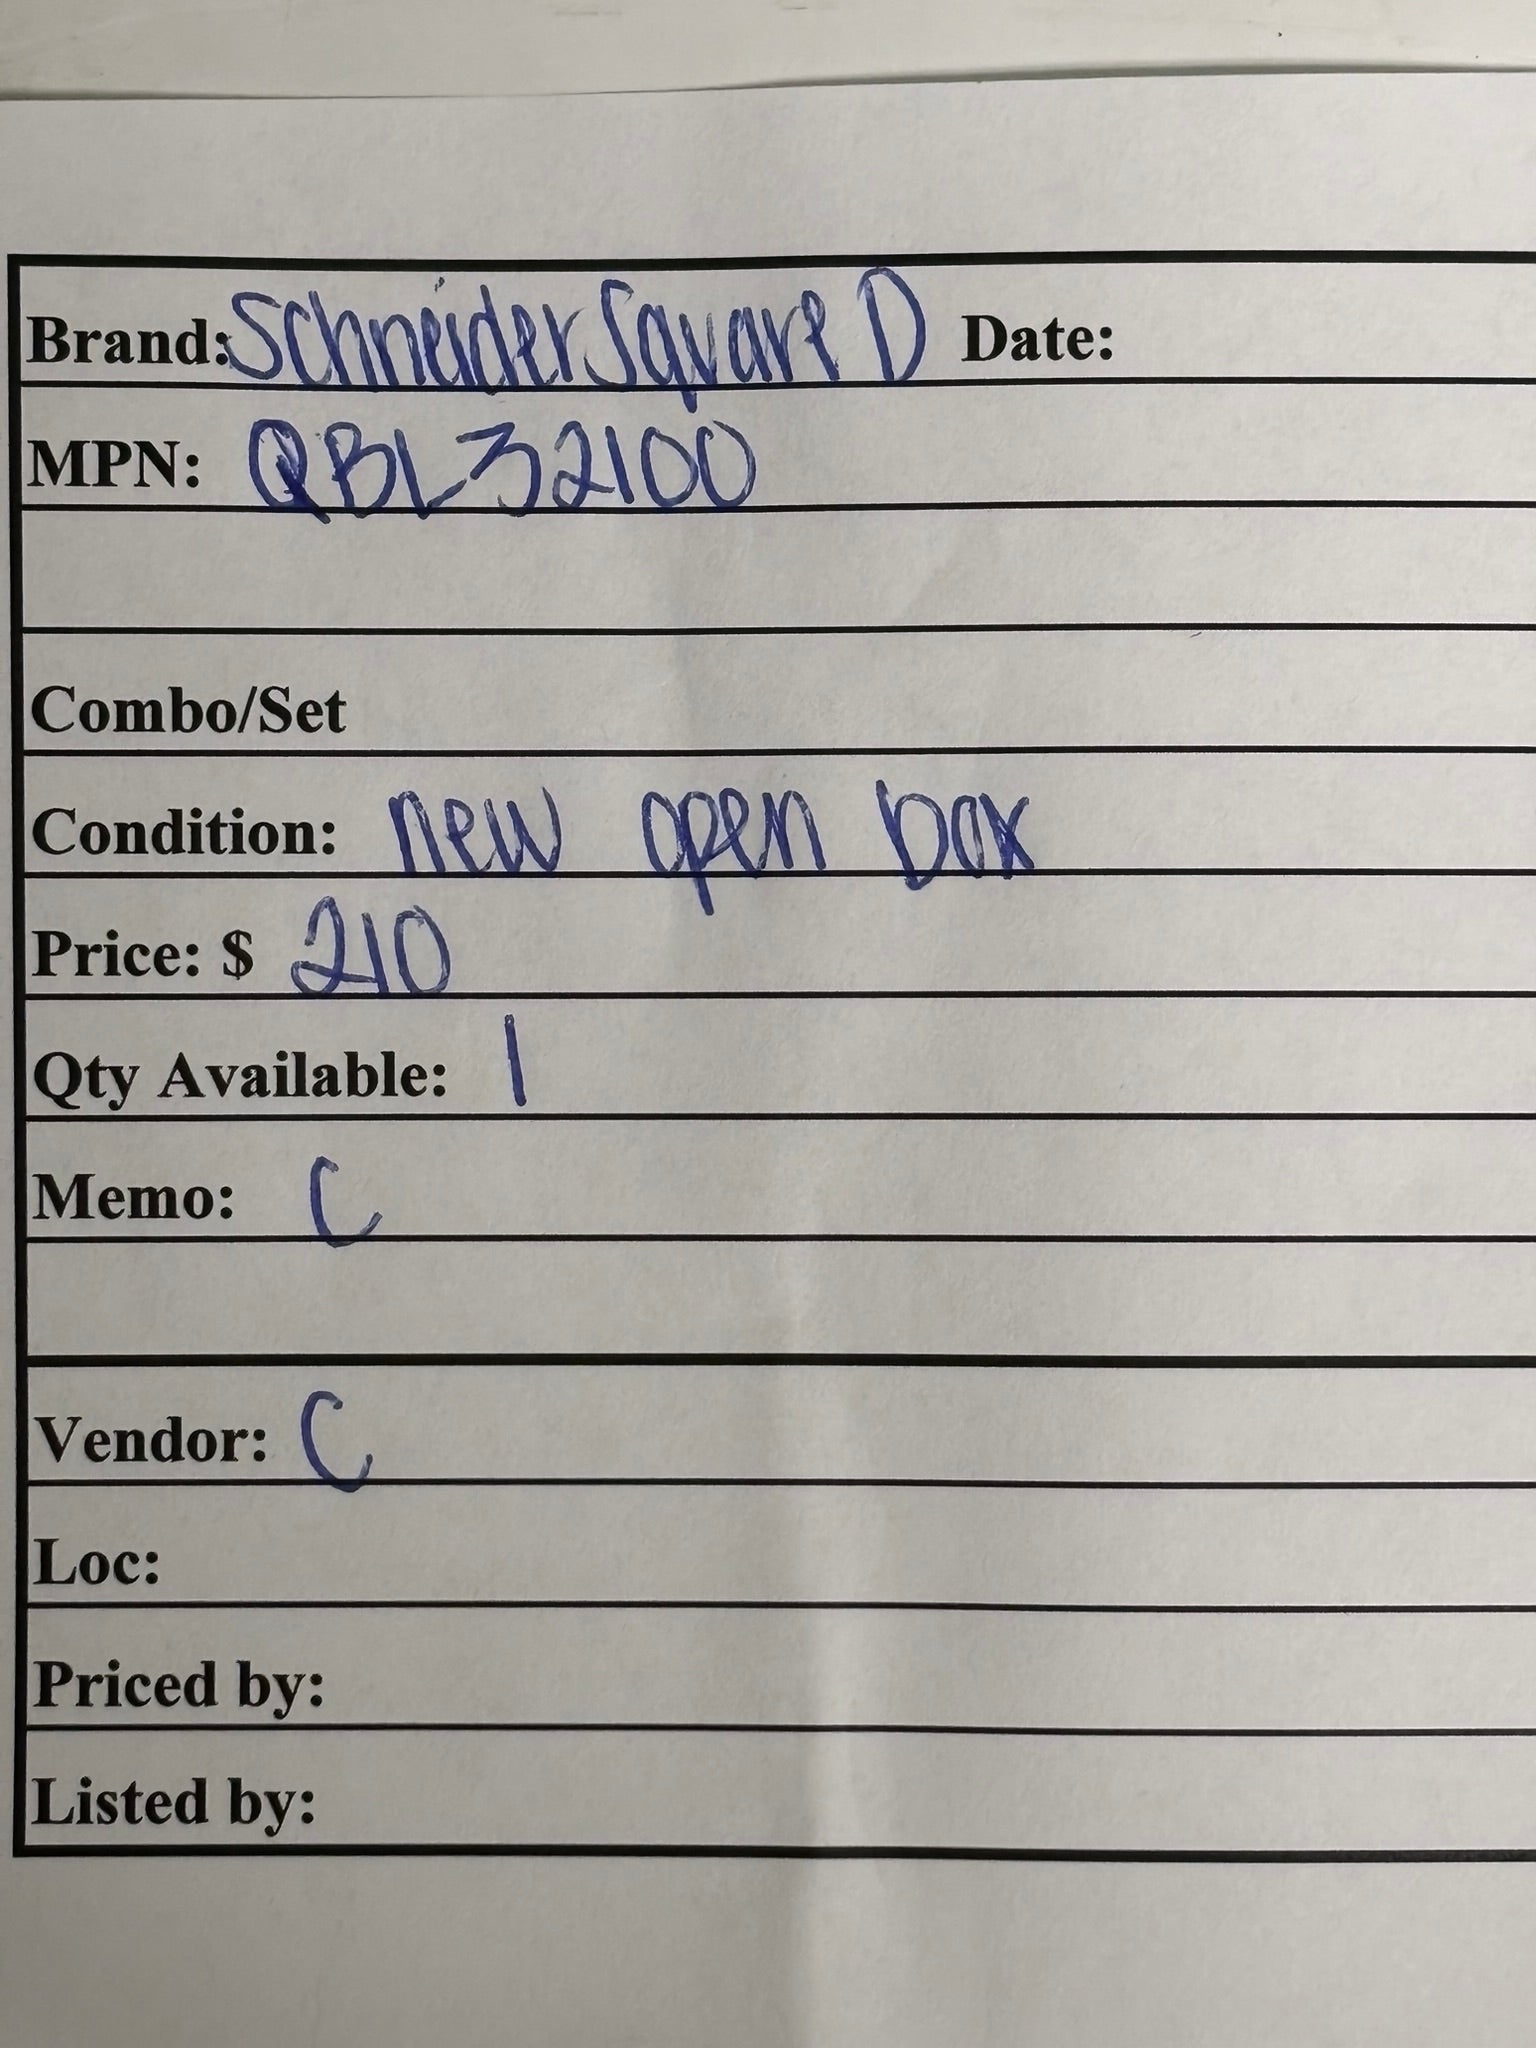 Brand: Schneider Square D Date:
MPN: QBL32100
Combo/Set
Condition: new open box
Price: $ 210
Qty Available: 1
Memo: C
Vendor: C
Loc:
Priced by:
Listed by: